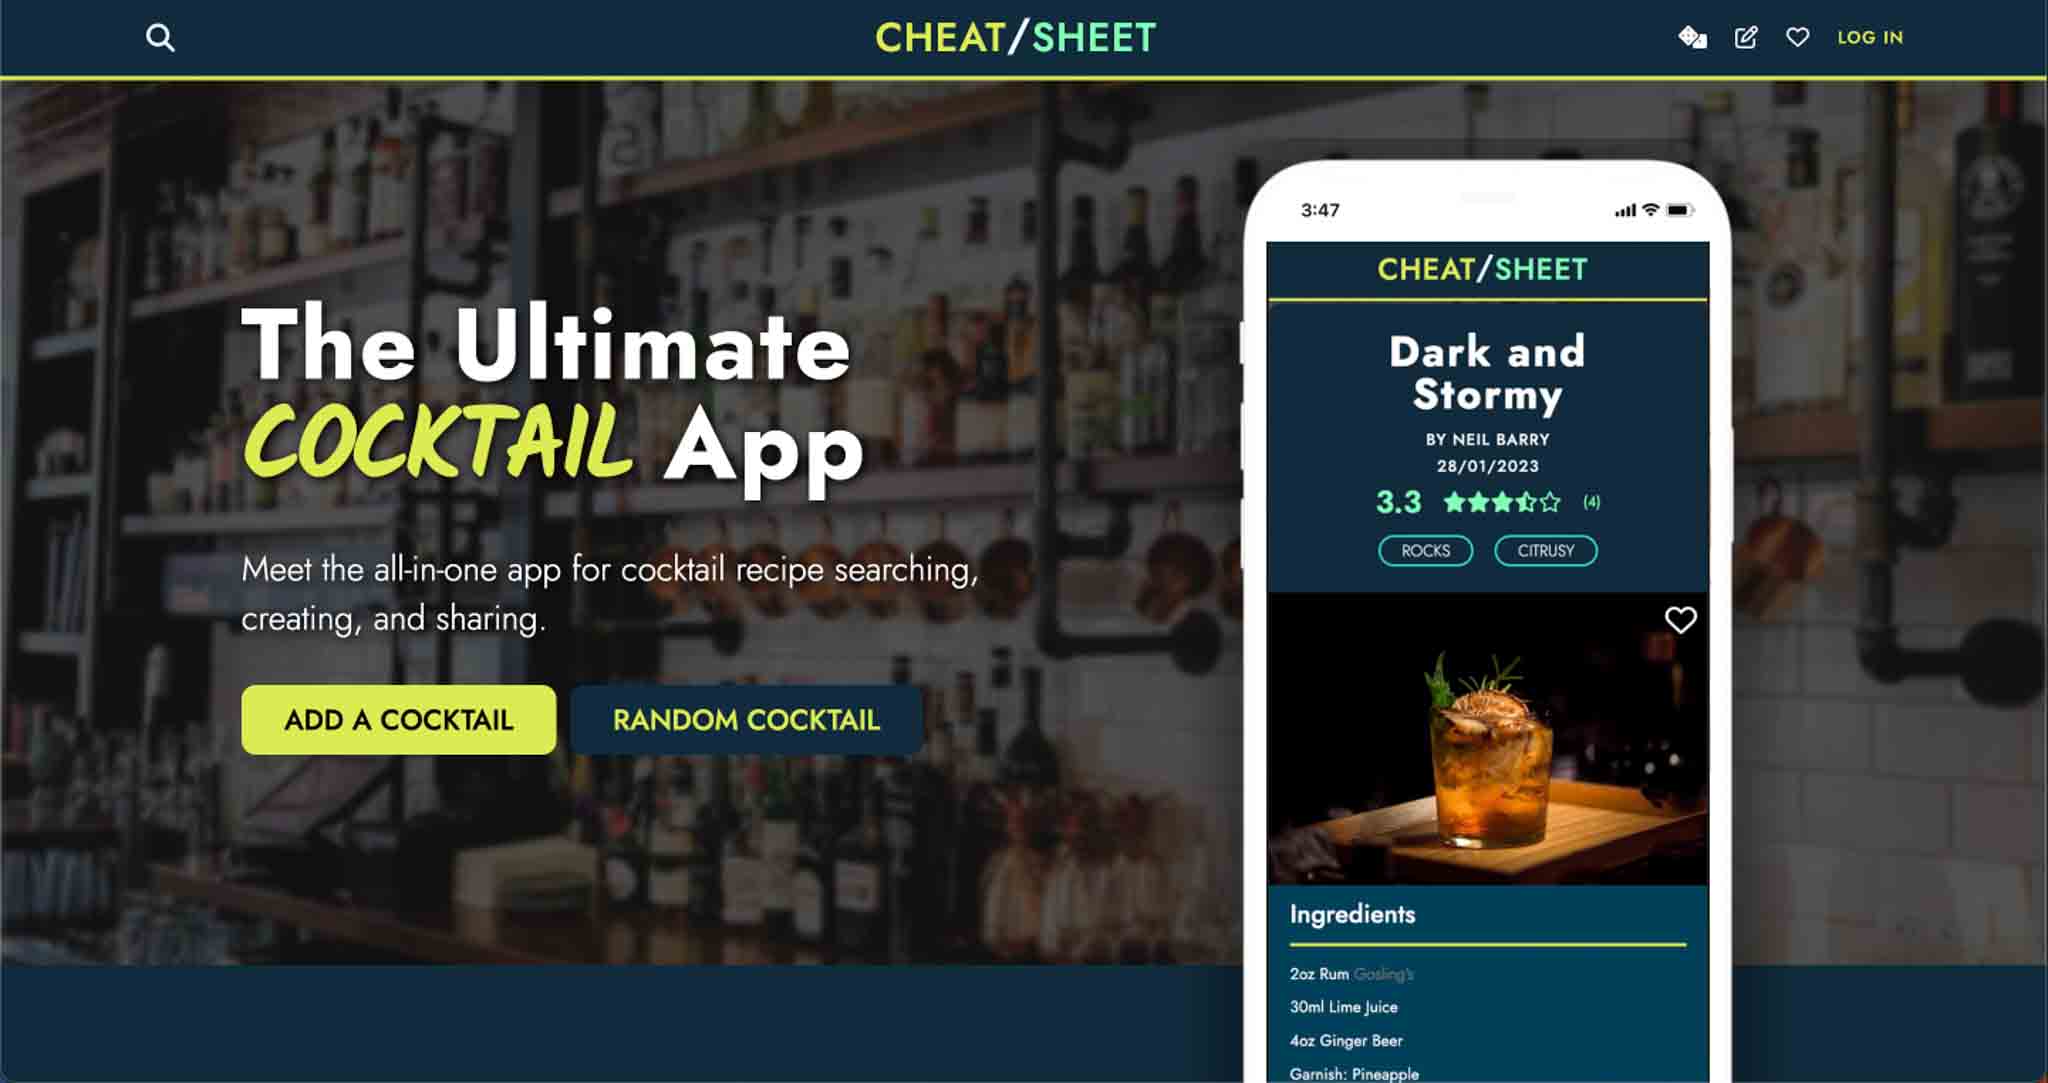 CHEAT/SHEET
LOG IN
The Ultimate
COCKTAIL App
Meet the all-in-one app for cocktail recipe searching,
creating, and sharing.
ADD A COCKTAIL
RANDOM COCKTAIL
3:47
CHEAT/SHEET
Dark and
Stormy
BY NEIL BARRY
28/01/2023
3.3 (4)
ROCKS
CITRUSY
Ingredients
2oz Rum Gosling's
30ml Lime Juice
4oz Ginger Beer
Garnish: Pineapple